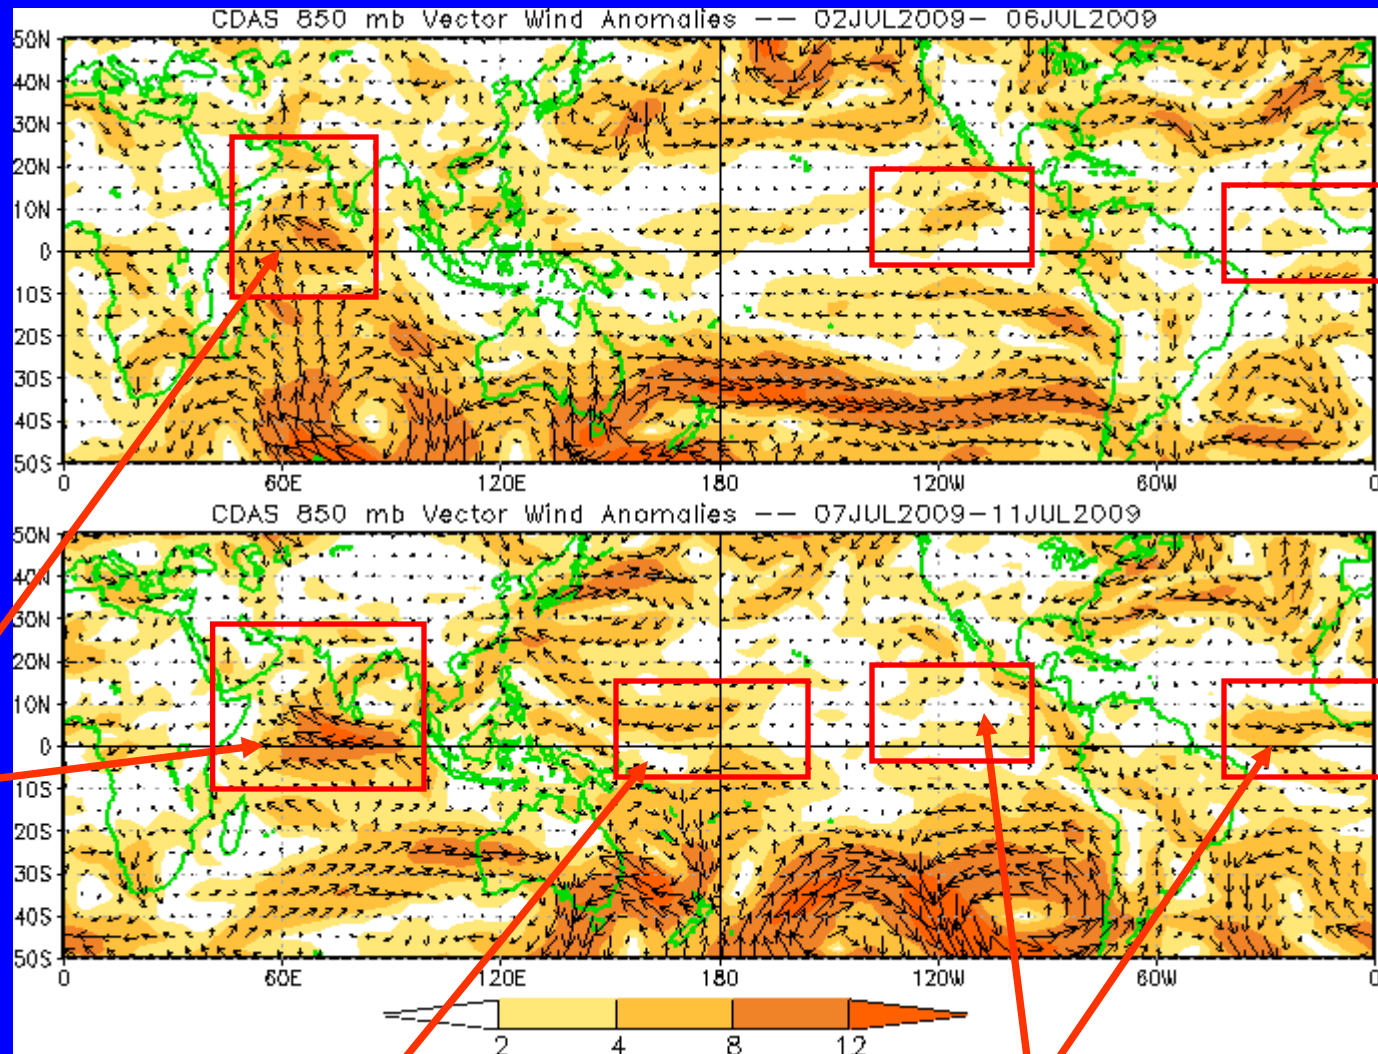 CDAS 850 mb Vector Wind Anomalies -- 02JUL2009- 06JUL2009
50N
40N
30N
20N
10N
0
10S
20S
30S
40S
50S
0 60E 120E 180 120W 60W 0
CDAS 850 mb Vector Wind Anomalies -- 07JUL2009-11JUL2009
50N
40N
30N
20N
10N
0
10S
20S
30S
40S
50S
0 60E 120E 180 120W 60W 0
2 4 8 12